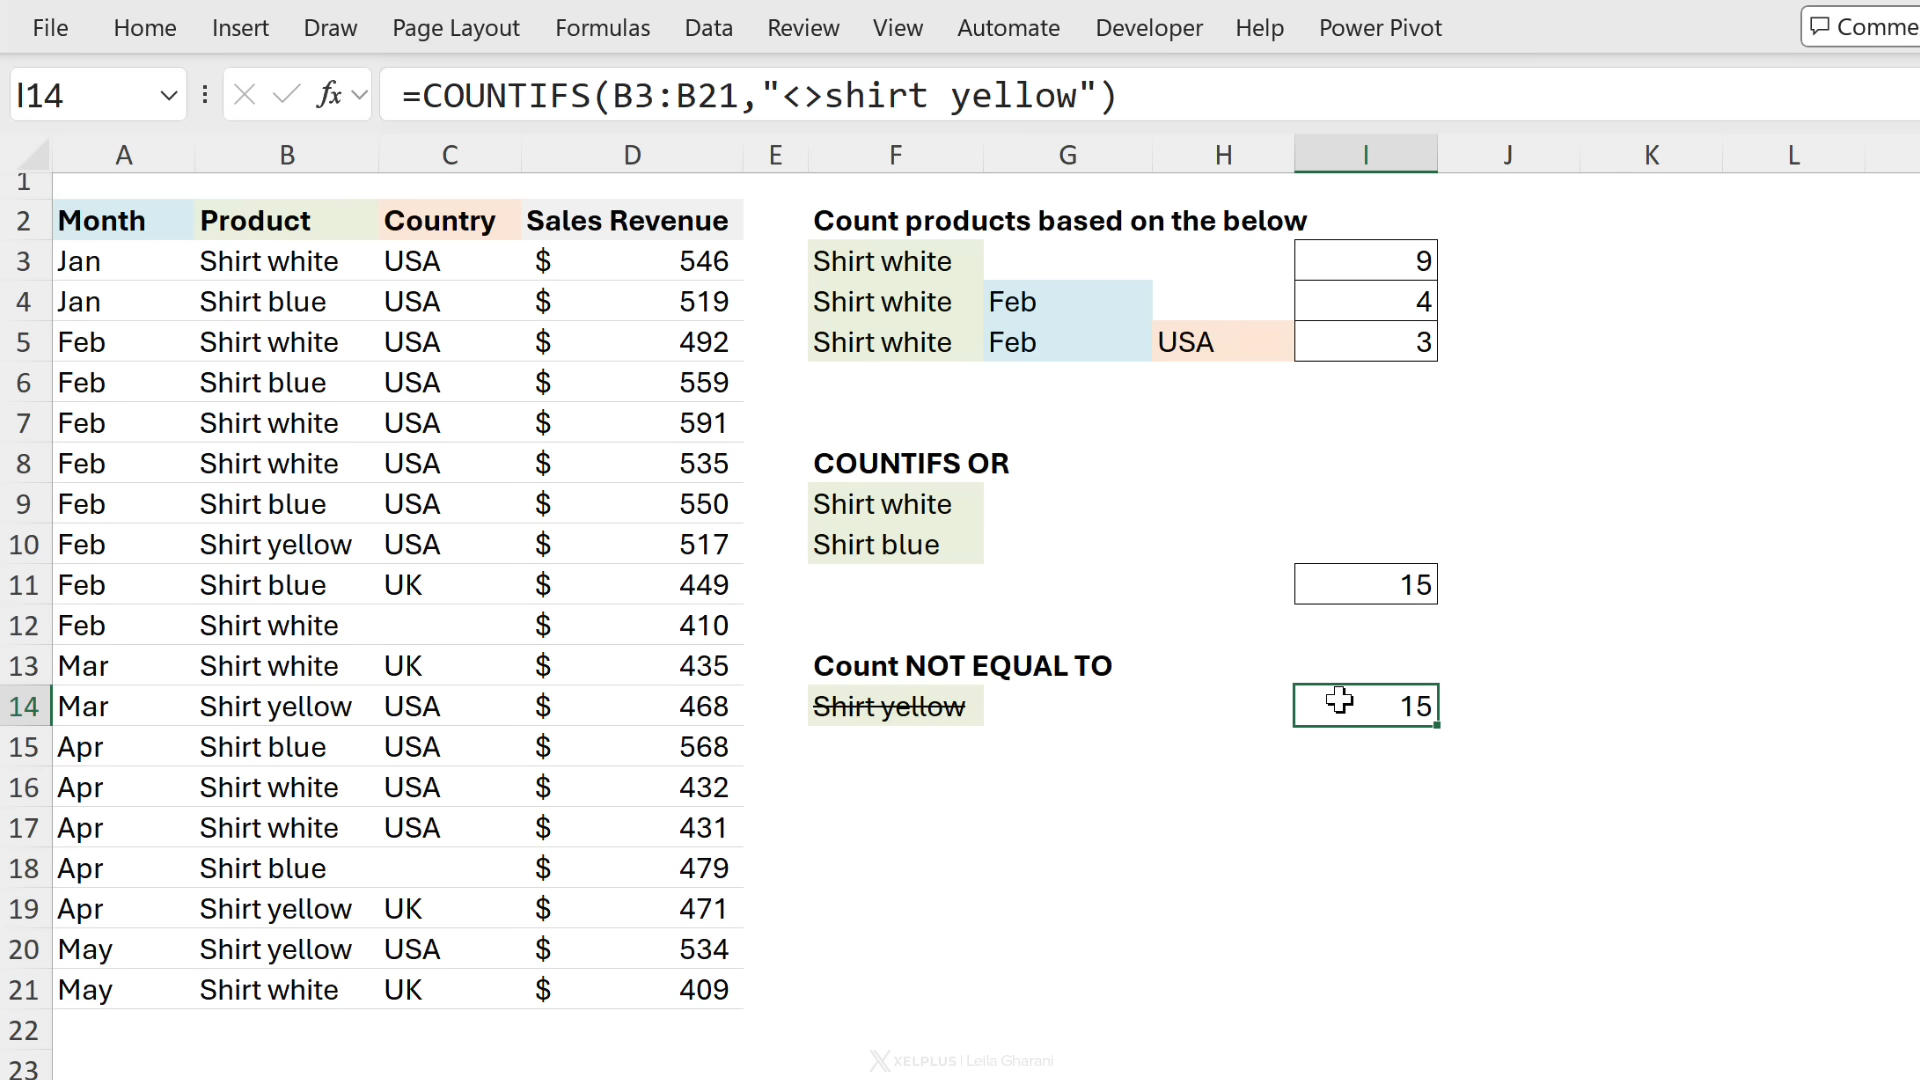 File Home Insert Draw Page Layout Formulas Data Review View Automate Developer Help Power Pivot Comme
I14 fx =COUNTIFS(B3:B21,"<>shirt yellow")
A B C D E F G H I J K L
1
2 Month Product Country Sales Revenue Count products based on the below
3 Jan Shirt white USA $ 546 Shirt white 9
4 Jan Shirt blue USA $ 519 Shirt white Feb 4
5 Feb Shirt white USA $ 492 Shirt white Feb USA 3
6 Feb Shirt blue USA $ 559
7 Feb Shirt white USA $ 591
8 Feb Shirt white USA $ 535 COUNTIFS OR
9 Feb Shirt blue USA $ 550 Shirt white
10 Feb Shirt yellow USA $ 517 Shirt blue
11 Feb Shirt blue UK $ 449 15
12 Feb Shirt white $ 410
13 Mar Shirt white UK $ 435 Count NOT EQUAL TO
14 Mar Shirt yellow USA $ 468 Shirt yellow 15
15 Apr Shirt blue USA $ 568
16 Apr Shirt white USA $ 432
17 Apr Shirt white USA $ 431
18 Apr Shirt blue $ 479
19 Apr Shirt yellow UK $ 471
20 May Shirt yellow USA $ 534
21 May Shirt white UK $ 409
22
23
XELPLUS | Leila Gharani